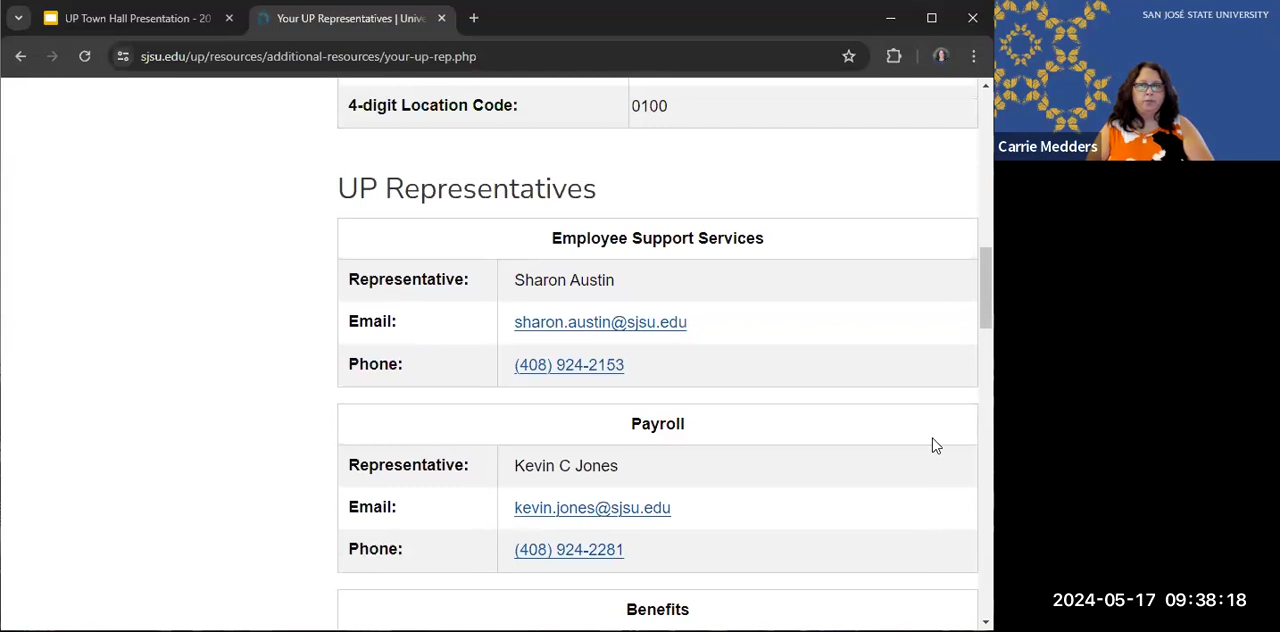 UP Town Hall Presentation - 20
Your UP Representatives | Univ
sjsu.edu/up/resources/additional-resources/your-up-rep.php
SAN JOSÉ STATE UNIVERSITY
Carrie Medders
4-digit Location Code: 0100
UP Representatives
Employee Support Services
Representative: Sharon Austin
Email: sharon.austin@sjsu.edu
Phone: (408) 924-2153
Payroll
Representative: Kevin C Jones
Email: kevin.jones@sjsu.edu
Phone: (408) 924-2281
Benefits
2024-05-17 09:38:18